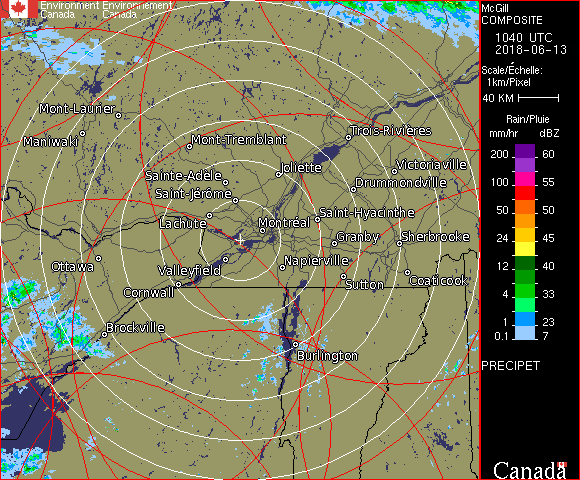 Environment Environnement
Canada Canada
McGill
COMPOSITE
1040 UTC
2018-06-13
Scale/Échelle:
1km/Pixel
40 KM
Rain/Pluie
mm/hr dBZ
200 60
150 57
100 55
50 50
24 45
12 40
4 33
1 23
0.1 7
PRECIPET
Canada
Mont-Laurier
Maniwaki
Mont-Tremblant
Trois-Rivières
Joliette
Victoriaville
Sainte-Adèle
Drummondville
Saint-Jérôme
Saint-Hyacinthe
Lachute
Montréal
Granby
Sherbrooke
Ottawa
Valleyfield
Napierville
Coaticook
Cornwall
Sutton
Brockville
Burlington